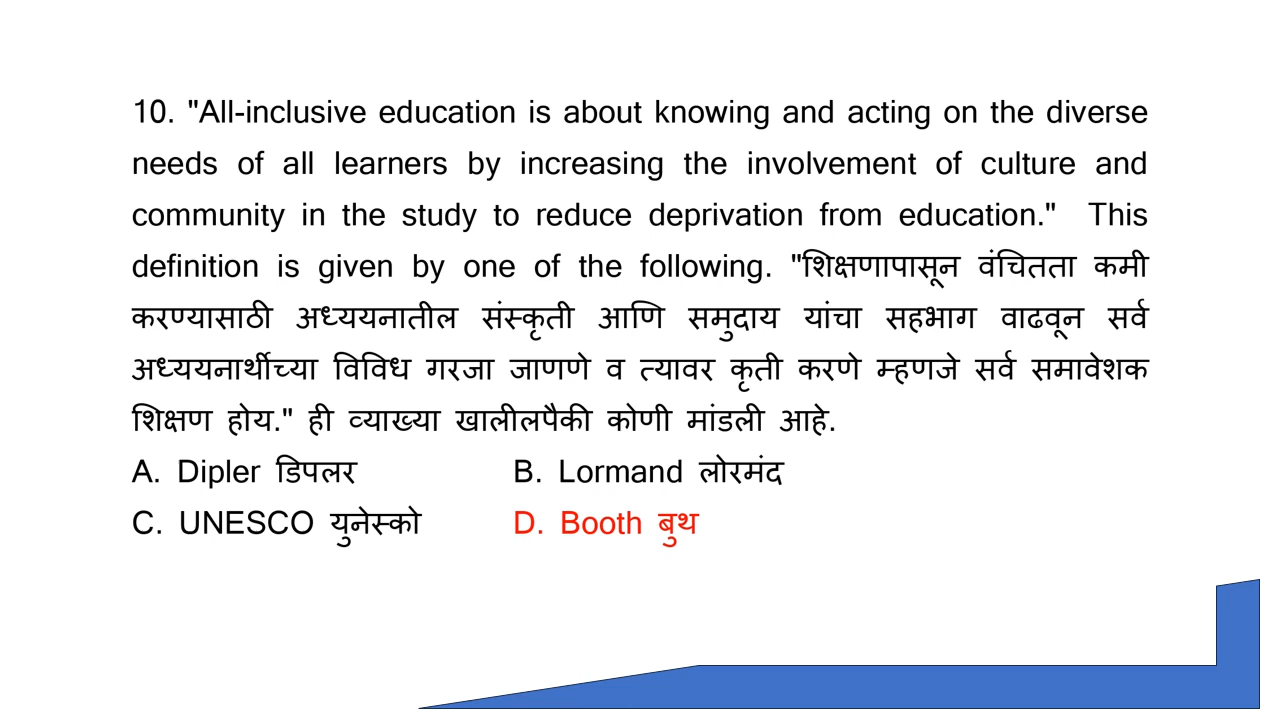 10. "All-inclusive education is about knowing and acting on the diverse
needs of all learners by increasing the involvement of culture and
community in the study to reduce deprivation from education." This
definition is given by one of the following. "शिक्षणापासून वंचितता कमी
करण्यासाठी अध्ययनातील संस्कृती आणि समुदाय यांचा सहभाग वाढवून सर्व
अध्ययनार्थीच्या विविध गरजा जाणणे व त्यावर कृती करणे म्हणजे सर्व समावेशक
शिक्षण होय." ही व्याख्या खालीलपैकी कोणी मांडली आहे.
A. Dipler डिपलर B. Lormand लोरमंद
C. UNESCO युनेस्को D. Booth बुथ